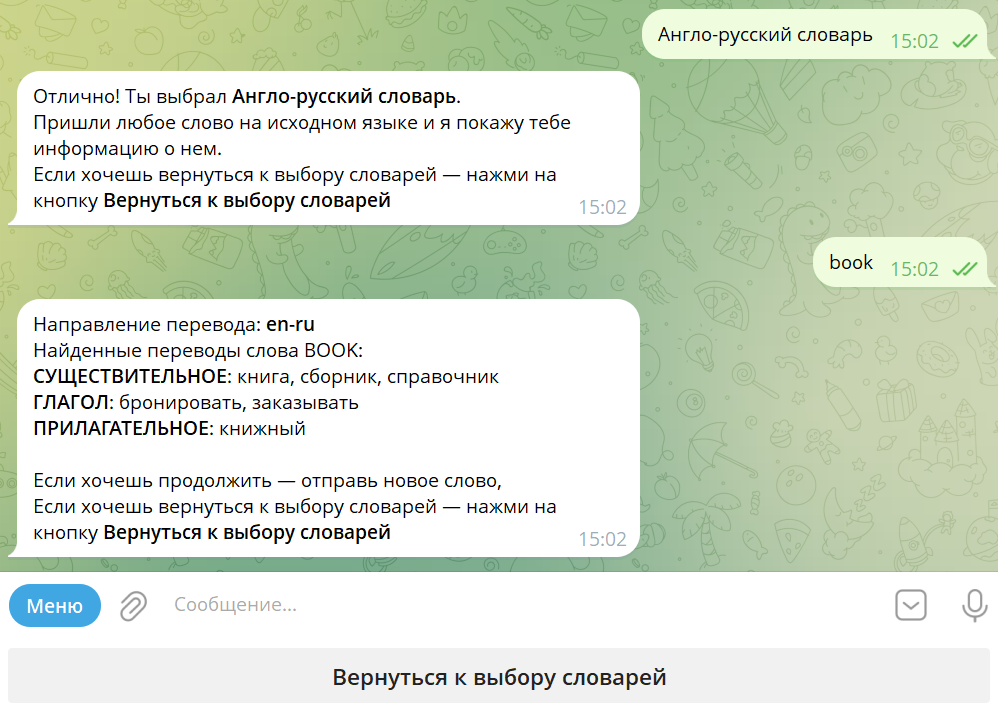 Англо-русский словарь 15:02
Отлично! Ты выбрал Англо-русский словарь.
Пришли любое слово на исходном языке и я покажу тебе
информацию о нем.
Если хочешь вернуться к выбору словарей — нажми на
кнопку Вернуться к выбору словарей 15:02
book 15:02
Направление перевода: en-ru
Найденные переводы слова BOOK:
СУЩЕСТВИТЕЛЬНОЕ: книга, сборник, справочник
ГЛАГОЛ: бронировать, заказывать
ПРИЛАГАТЕЛЬНОЕ: книжный
Если хочешь продолжить — отправь новое слово,
Если хочешь вернуться к выбору словарей — нажми на
кнопку Вернуться к выбору словарей 15:02
Меню Сообщение...
Вернуться к выбору словарей